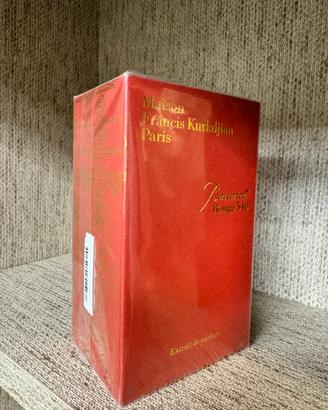 Maison
Francis Kurkdjian
Paris
Baccarat
Rouge 540
Extrait de parfum